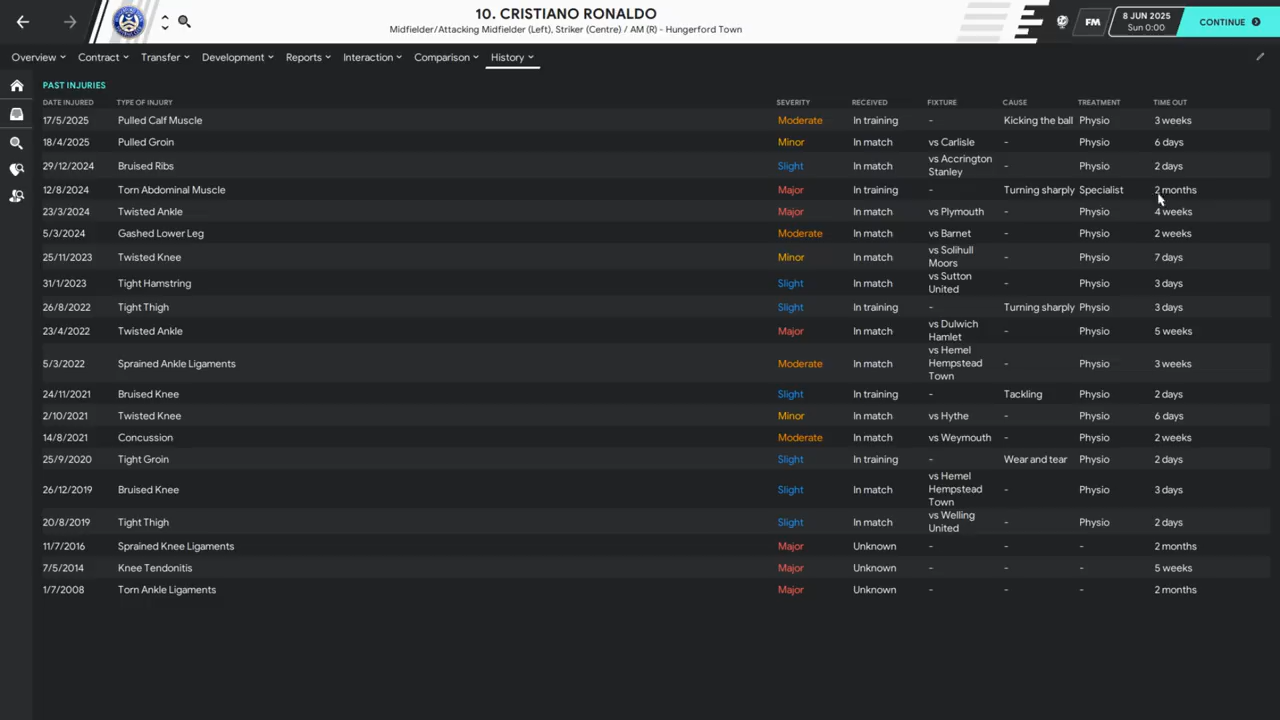 10. CRISTIANO RONALDO
Midfielder/Attacking Midfielder (Left), Striker (Centre) / AM (R) - Hungerford Town
FM
8 JUN 2025
Sun 0:00
CONTINUE
Overview Contract Transfer Development Reports Interaction Comparison History
PAST INJURIES
DATE INJURED TYPE OF INJURY SEVERITY RECEIVED FIXTURE CAUSE TREATMENT TIME OUT
17/5/2025 Pulled Calf Muscle Moderate In training - Kicking the ball Physio 3 weeks
18/4/2025 Pulled Groin Minor In match vs Carlisle - Physio 6 days
29/12/2024 Bruised Ribs Slight In match vs Accrington Stanley - Physio 2 days
12/8/2024 Torn Abdominal Muscle Major In training - Turning sharply Specialist 2 months
23/3/2024 Twisted Ankle Major In match vs Plymouth - Physio 4 weeks
5/3/2024 Gashed Lower Leg Moderate In match vs Barnet - Physio 2 weeks
25/11/2023 Twisted Knee Minor In match vs Solihull Moors - Physio 7 days
31/1/2023 Tight Hamstring Slight In match vs Sutton United - Physio 3 days
26/8/2022 Tight Thigh Slight In training - Turning sharply Physio 3 days
23/4/2022 Twisted Ankle Major In match vs Dulwich Hamlet - Physio 5 weeks
5/3/2022 Sprained Ankle Ligaments Moderate In match vs Hemel Hempstead Town - Physio 3 weeks
24/11/2021 Bruised Knee Slight In training - Tackling Physio 2 days
2/10/2021 Twisted Knee Minor In match vs Hythe - Physio 6 days
14/8/2021 Concussion Moderate In match vs Weymouth - Physio 2 weeks
25/9/2020 Tight Groin Slight In training - Wear and tear Physio 2 days
26/12/2019 Bruised Knee Slight In match vs Hemel Hempstead Town - Physio 3 days
20/8/2019 Tight Thigh Slight In match vs Welling United - Physio 2 days
11/7/2016 Sprained Knee Ligaments Major Unknown - - - 2 months
7/5/2014 Knee Tendonitis Major Unknown - - - 5 weeks
1/7/2008 Torn Ankle Ligaments Major Unknown - - - 2 months